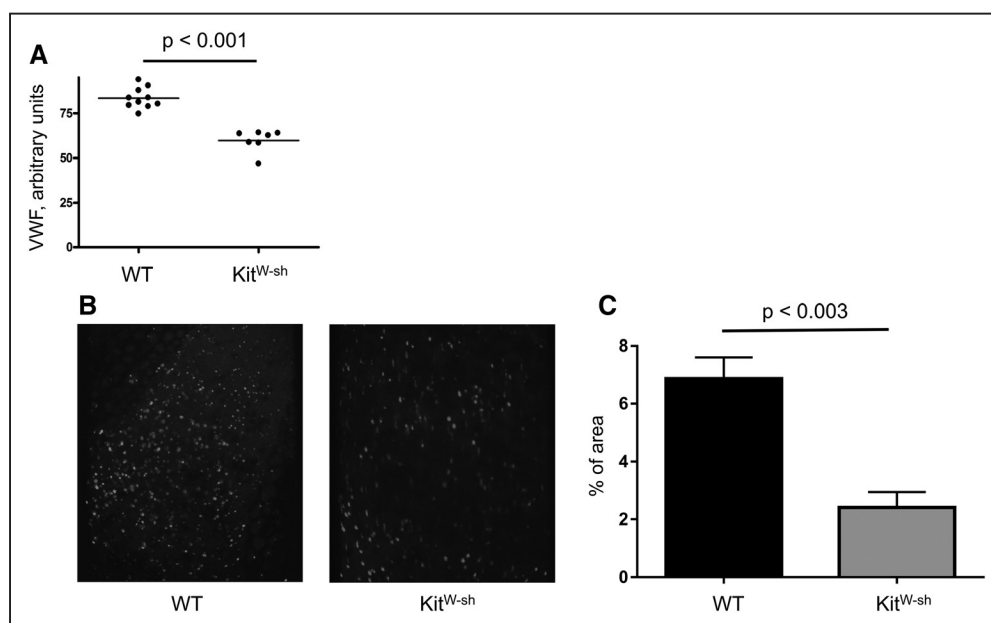 A
p < 0.001
VWF, arbitrary units
75
50
25
0
WT
Kit^W-sh
B
WT
Kit^W-sh
C
p < 0.003
% of area
8
6
4
2
0
WT
Kit^W-sh